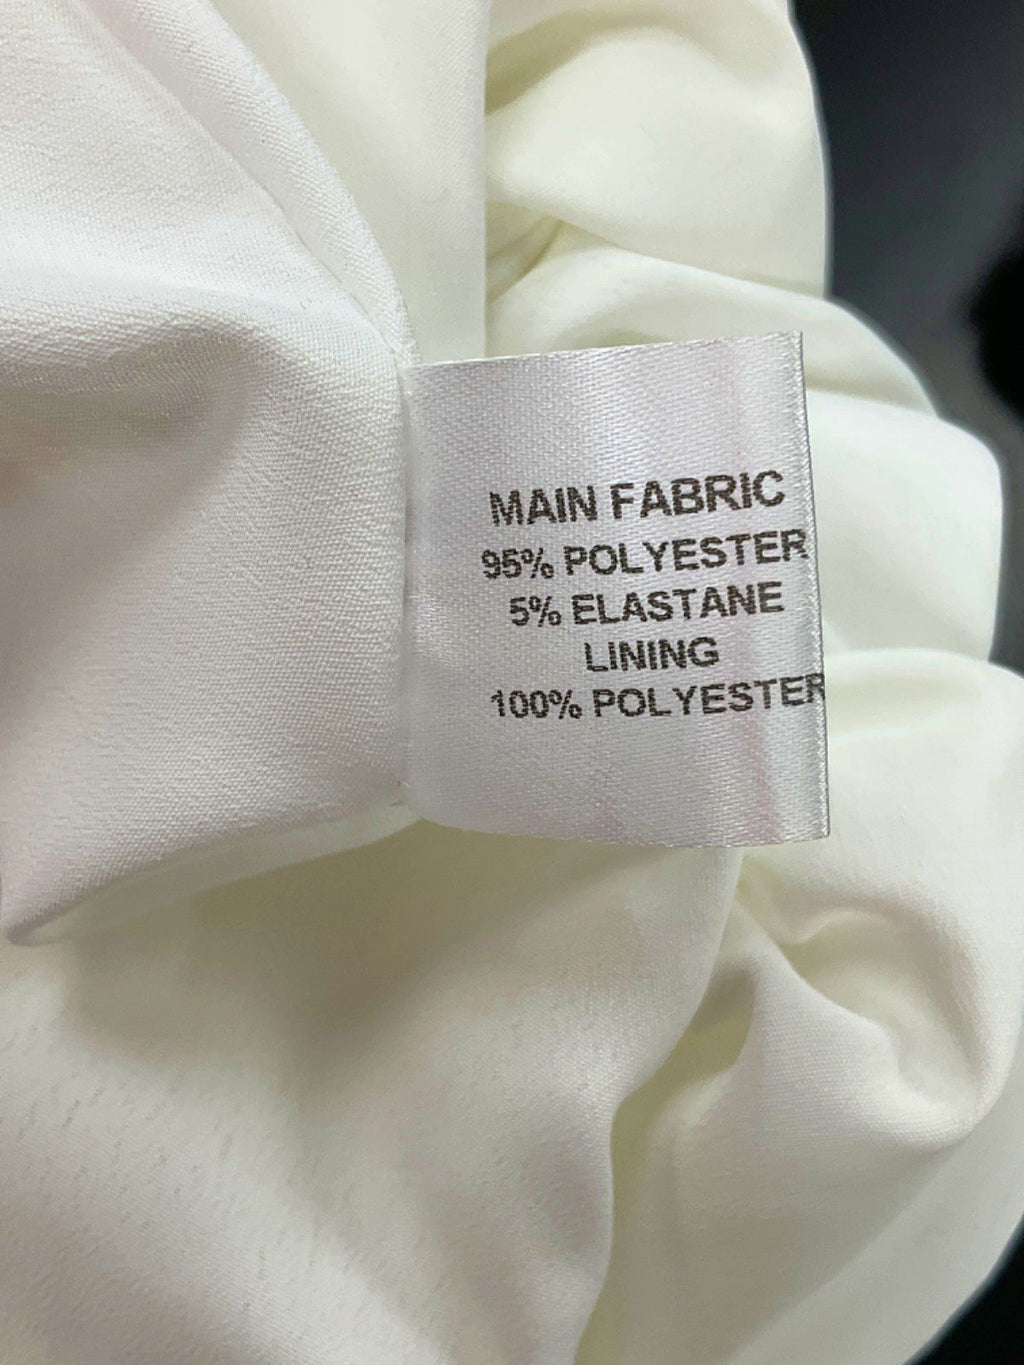 MAIN FABRIC
95% POLYESTER
5% ELASTANE
LINING
100% POLYESTER